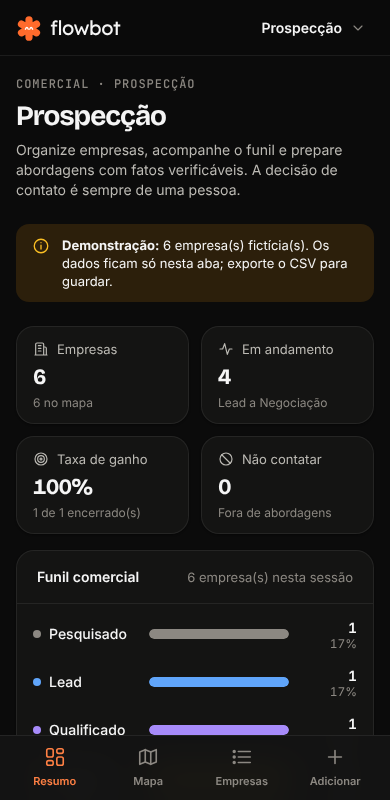 flowbot
Prospecção
COMERCIAL · PROSPECÇÃO
Prospecção
Organize empresas, acompanhe o funil e prepare
abordagens com fatos verificáveis. A decisão de
contato é sempre de uma pessoa.
Demonstração: 6 empresa(s) fictícia(s). Os
dados ficam só nesta aba; exporte o CSV para
guardar.
Empresas
6
6 no mapa
Em andamento
4
Lead a Negociação
Taxa de ganho
100%
1 de 1 encerrado(s)
Não contatar
0
Fora de abordagens
Funil comercial
6 empresa(s) nesta sessão
Pesquisado
1
17%
Lead
1
17%
Qualificado
1
Resumo
Mapa
Empresas
Adicionar